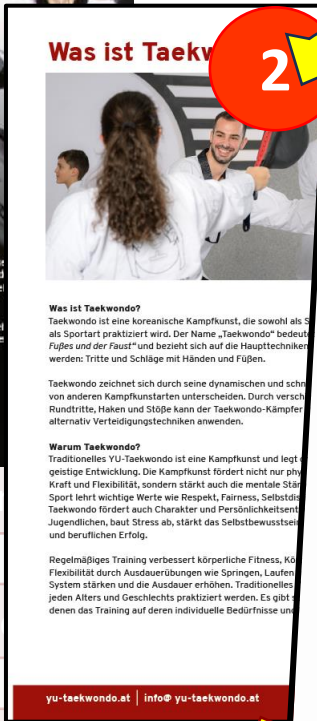 Was ist Taekw
2
Was ist Taekwondo?
Taekwondo ist eine koreanische Kampfkunst, die sowohl als S
als Sportart praktiziert wird. Der Name „Taekwondo“ bedeute
Fußes und der Faust“ und bezieht sich auf die Haupttechniken
werden: Tritte und Schläge mit Händen und Füßen.
Taekwondo zeichnet sich durch seine dynamischen und schn
von anderen Kampfkunstarten unterscheiden. Durch versch
Rundtritte, Haken und Stöße kann der Taekwondo-Kämpfer
alternativ Verteidigungstechniken anwenden.
Warum Taekwondo?
Traditionelles YU-Taekwondo ist eine Kampfkunst und legt
geistige Entwicklung. Die Kampfkunst fördert nicht nur phy
Kraft und Flexibilität, sondern stärkt auch die mentale Stär
Sport lehrt wichtige Werte wie Respekt, Fairness, Selbstdis
Taekwondo fördert auch Charakter und Persönlichkeitsent
Jugendlichen, baut Stress ab, stärkt das Selbstbewusstsein
und beruflichen Erfolg.
Regelmäßiges Training verbessert körperliche Fitness, Kö
Flexibilität durch Ausdauerübungen wie Springen, Laufen
System stärken und die Ausdauer erhöhen. Traditionelles
jeden Alters und Geschlechts praktiziert werden. Es gibt
denen das Training auf deren individuelle Bedürfnisse und
yu-taekwondo.at | info@ yu-taekwondo.at